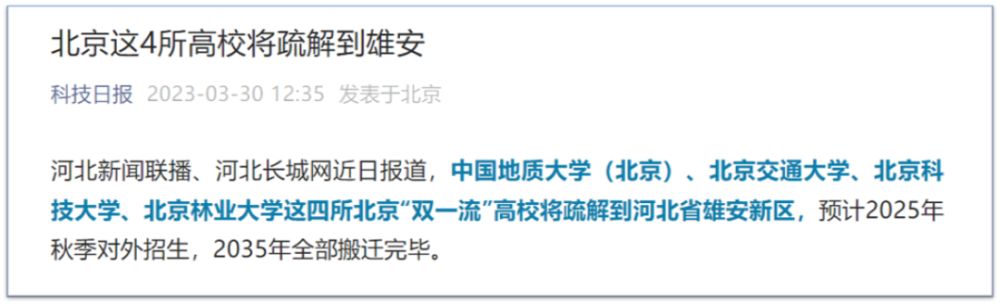 北京这4所高校将疏解到雄安
科技日报 2023-03-30 12:35 发表于北京
河北新闻联播、河北长城网近日报道，中国地质大学（北京）、北京交通大学、北京科
技大学、北京林业大学这四所北京“双一流”高校将疏解到河北省雄安新区，预计2025年
秋季对外招生，2035年全部搬迁完毕。